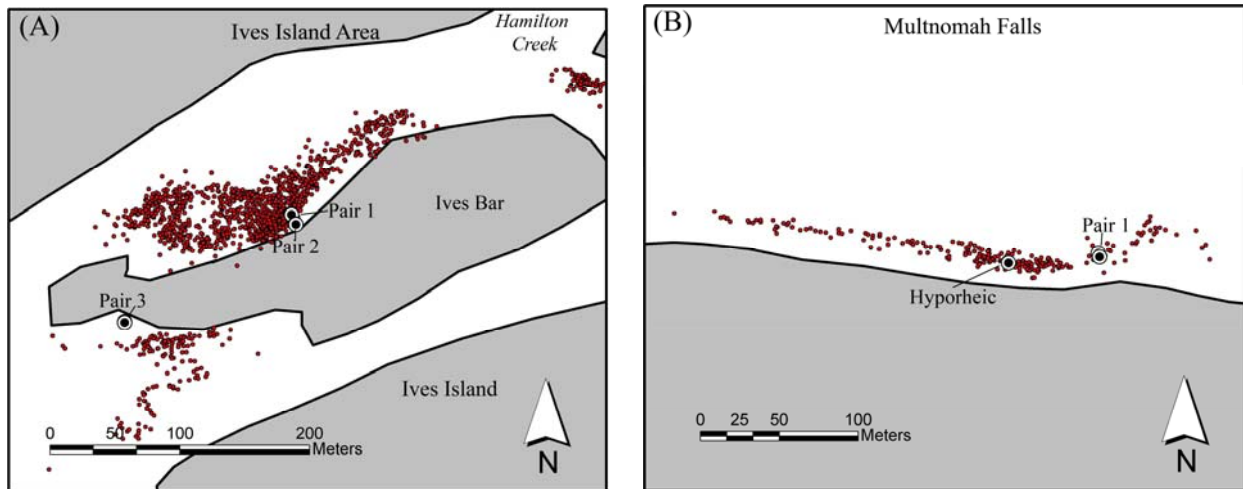 (A)
Ives Island Area
Hamilton
Creek
Pair 1
Ives Bar
Pair 2
Pair 3
Ives Island
0 50 100 200
Meters
N
(B)
Multnomah Falls
Pair 1
Hyporheic
0 25 50 100
Meters
N